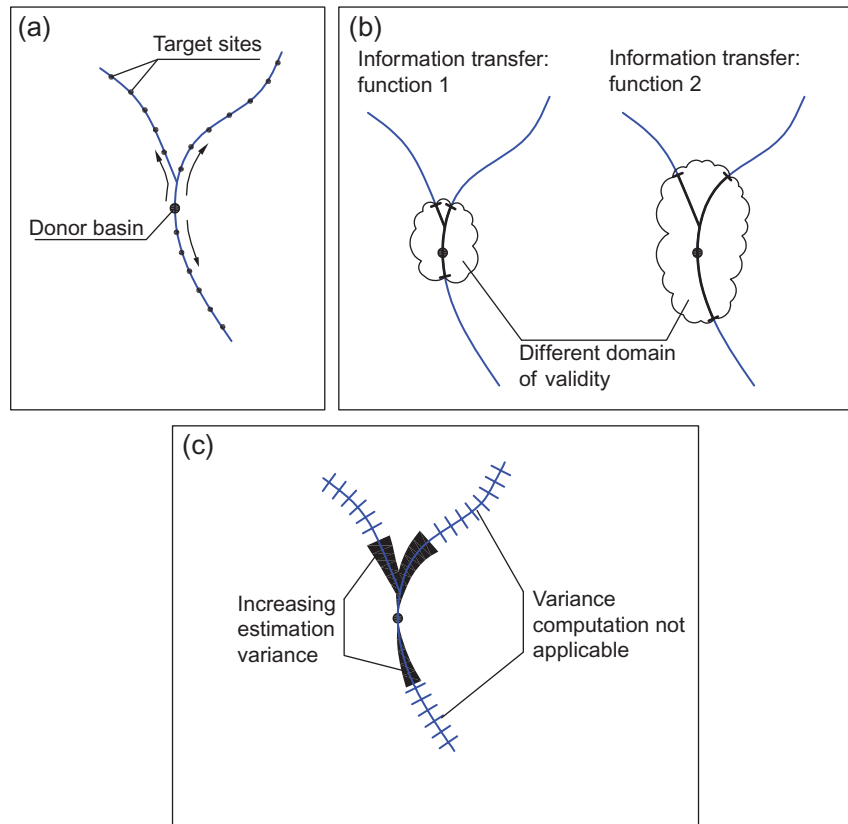 (a)
Target sites
Donor basin
(b)
Information transfer:
function 1
Information transfer:
function 2
Different domain
of validity
(c)
Increasing
estimation
variance
Variance
computation not
applicable